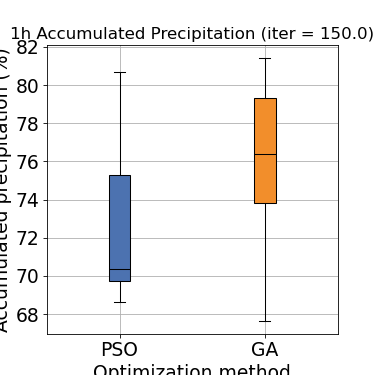 1h Accumulated Precipitation (iter = 150.0)
Accumulated precipitation (%)
82
80
78
76
74
72
70
68
PSO GA
Optimization method